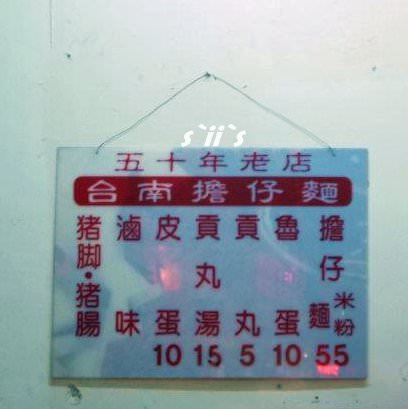 s`ii`s
五十年老店
台南擔仔麵
擔仔麵 米粉 55
魯蛋 10
貢丸 5
貢丸湯 15
皮蛋 10
滷味
猪脚·猪腸